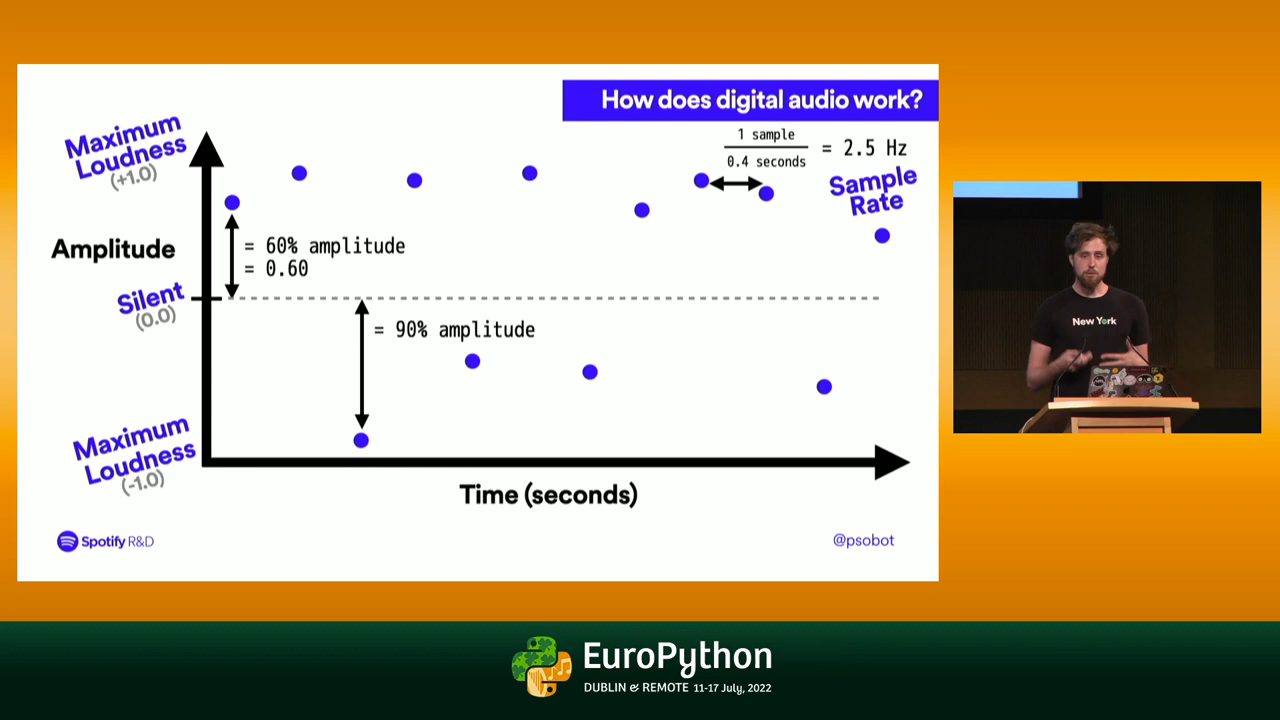 How does digital audio work?
Maximum
Loudness
(+1.0)
1 sample
0.4 seconds
= 2.5 Hz
Sample
Rate
Amplitude
= 60% amplitude
= 0.60
Silent
(0.0)
= 90% amplitude
Maximum
Loudness
(-1.0)
Time (seconds)
Spotify R&D
@psobot
New York
EuroPython
DUBLIN & REMOTE 11-17 July, 2022